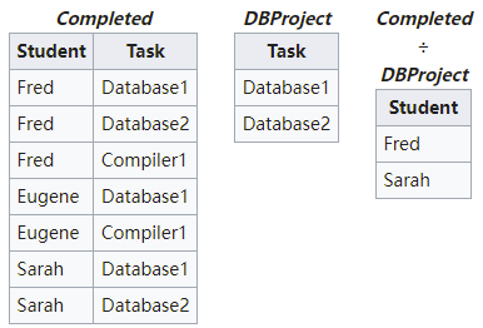 Completed
Student Task
Fred Database1
Fred Database2
Fred Compiler1
Eugene Database1
Eugene Compiler1
Sarah Database1
Sarah Database2
DBProject
Task
Database1
Database2
Completed
÷
DBProject
Student
Fred
Sarah